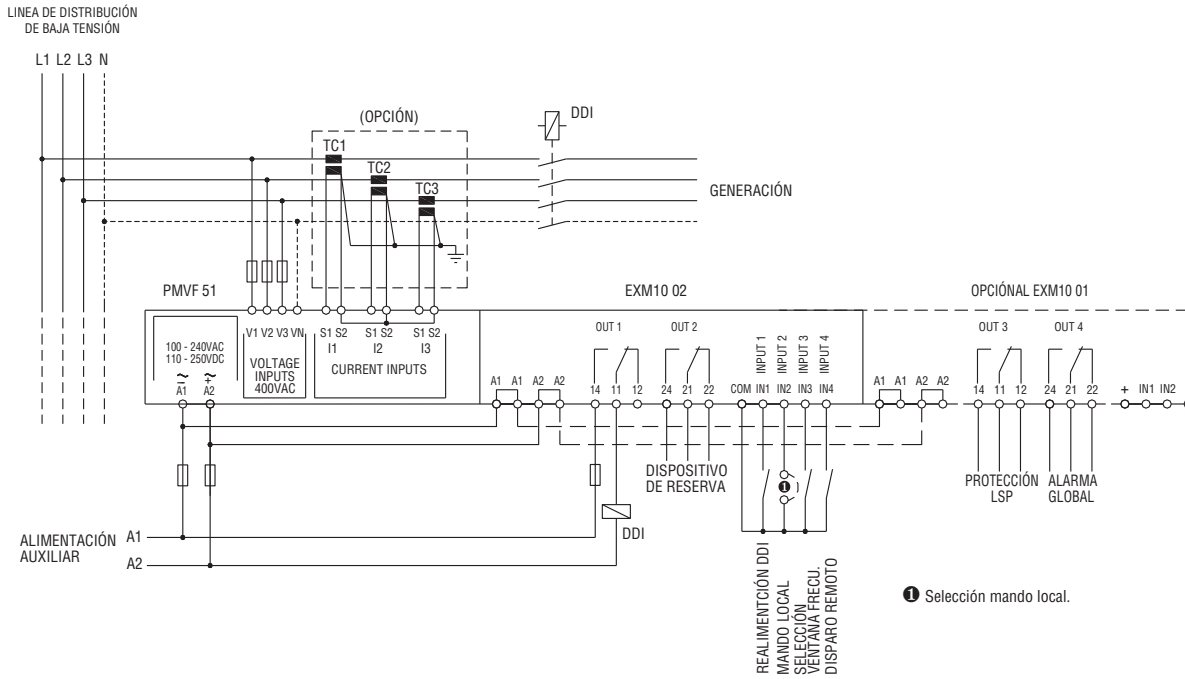 LINEA DE DISTRIBUCIÓN
DE BAJA TENSIÓN
L1 L2 L3 N
(OPCIÓN)
DDI
TC1
TC2
TC3
GENERACIÓN
PMVF 51
EXM10 02
OPCIÓNAL EXM10 01
100 - 240VAC
110 - 250VDC
~ ~
− +
A1 A2
V1 V2 V3 VN
VOLTAGE
INPUTS
400VAC
S1 S2 S1 S2 S1 S2
I1 I2 I3
CURRENT INPUTS
A1 A1 A2 A2
OUT 1
14 11 12
OUT 2
24 21 22
INPUT 1
INPUT 2
INPUT 3
INPUT 4
COM IN1 IN2 IN3 IN4
A1 A1 A2 A2
OUT 3
14 11 12
OUT 4
24 21 22
+ IN1 IN2
DISPOSITIVO
DE RESERVA
❶
PROTECCIÓN
LSP
ALARMA
GLOBAL
DDI
ALIMENTACIÓN
AUXILIAR
A1
A2
REALIMENTCIÓN DDI
MANDO LOCAL
SELECCIÓN
VENTANA FRECU.
DISPARO REMOTO
❶ Selección mando local.